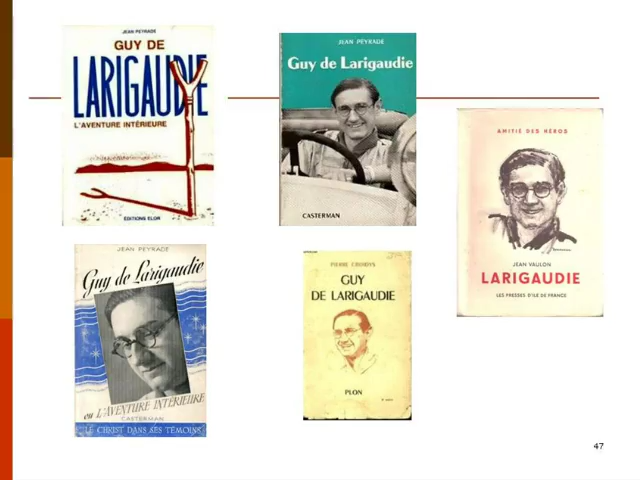 JEAN PEYRADE
GUY DE
LARIGAUDIE
L'AVENTURE INTÉRIEURE
EDITIONS ELOR
JEAN PEYRADE
Guy de Larigaudie
CASTERMAN
AMITIÉ DES HÉROS
JEAN VAULON
LARIGAUDIE
LES PRESSES D'ILE DE FRANCE
JEAN PEYRADE
Guy de Larigaudie
ou L'AVENTURE INTÉRIEURE
CASTERMAN
LE CHRIST DANS SES TÉMOINS
PIERRE
GUY
DE LARIGAUDIE
PLON
47